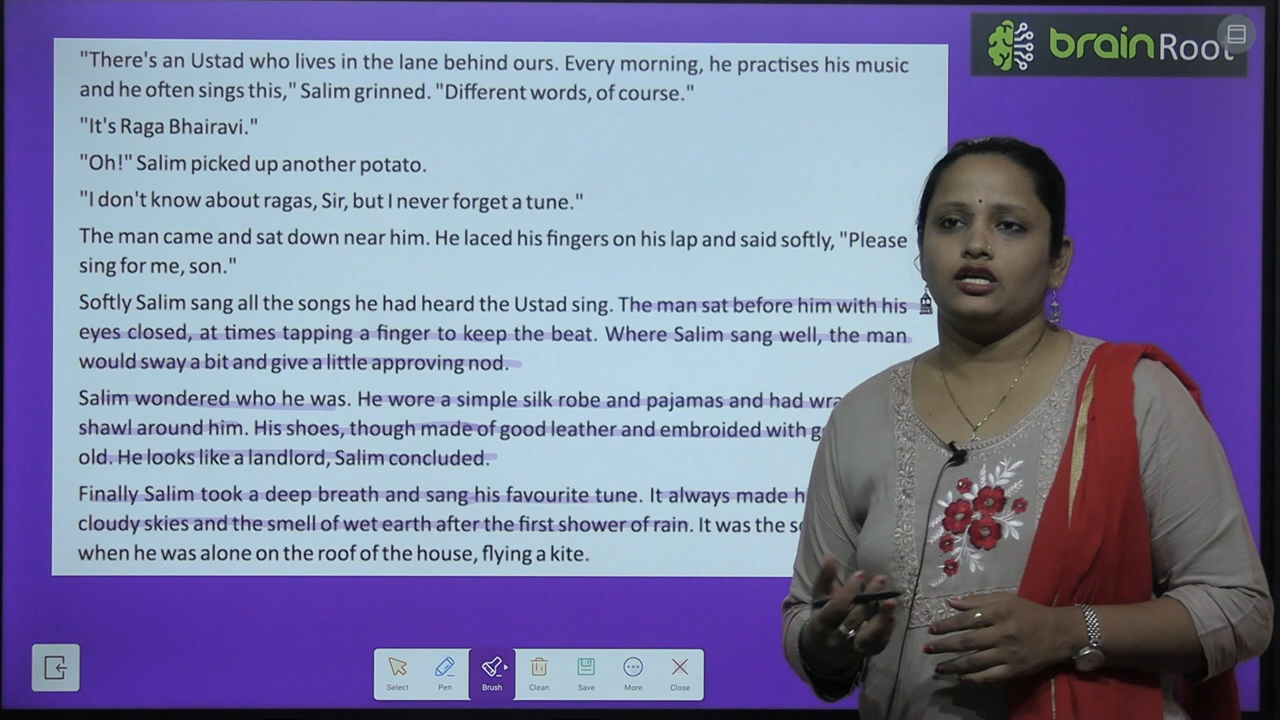 brainRoot
"There's an Ustad who lives in the lane behind ours. Every morning, he practises his music
and he often sings this," Salim grinned. "Different words, of course."
"It's Raga Bhairavi."
"Oh!" Salim picked up another potato.
"I don't know about ragas, Sir, but I never forget a tune."
The man came and sat down near him. He laced his fingers on his lap and said softly, "Please
sing for me, son."
Softly Salim sang all the songs he had heard the Ustad sing. The man sat before him with his
eyes closed, at times tapping a finger to keep the beat. Where Salim sang well, the man
would sway a bit and give a little approving nod.
Salim wondered who he was. He wore a simple silk robe and pajamas and had
shawl around him. His shoes, though made of good leather and embroided with
old. He looks like a landlord, Salim concluded.
Finally Salim took a deep breath and sang his favourite tune. It always made
cloudy skies and the smell of wet earth after the first shower of rain. It was the
when he was alone on the roof of the house, flying a kite.
Select Pen Brush Clean Save More Close